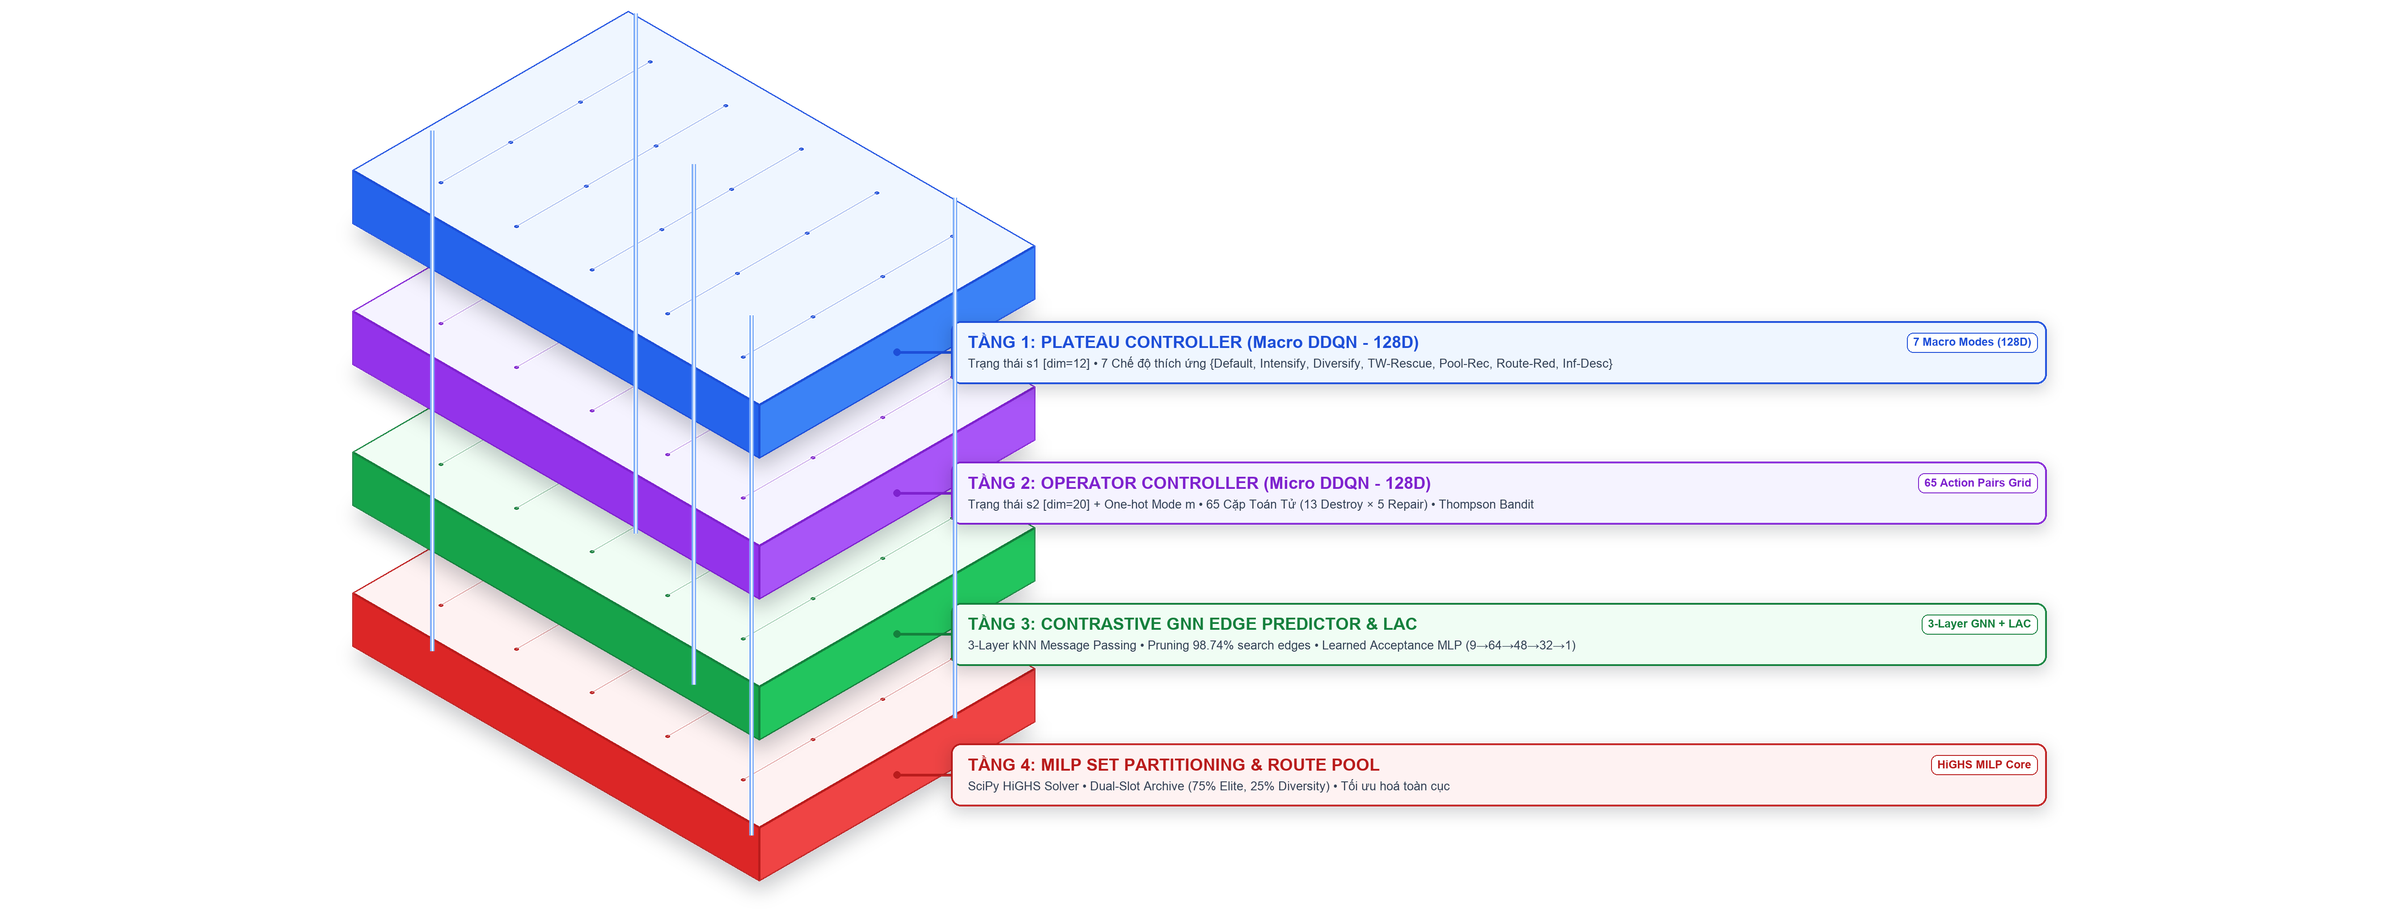 TẦNG 1: PLATEAU CONTROLLER (Macro DDQN - 128D)
7 Macro Modes (128D)
Trạng thái s1 [dim=12] • 7 Chế độ thích ứng {Default, Intensify, Diversify, TW-Rescue, Pool-Rec, Route-Red, Inf-Desc}
TẦNG 2: OPERATOR CONTROLLER (Micro DDQN - 128D)
65 Action Pairs Grid
Trạng thái s2 [dim=20] + One-hot Mode m • 65 Cặp Toán Tử (13 Destroy × 5 Repair) • Thompson Bandit
TẦNG 3: CONTRASTIVE GNN EDGE PREDICTOR & LAC
3-Layer GNN + LAC
3-Layer kNN Message Passing • Pruning 98.74% search edges • Learned Acceptance MLP (9→64→48→32→1)
TẦNG 4: MILP SET PARTITIONING & ROUTE POOL
HiGHS MILP Core
SciPy HiGHS Solver • Dual-Slot Archive (75% Elite, 25% Diversity) • Tối ưu hoá toàn cục